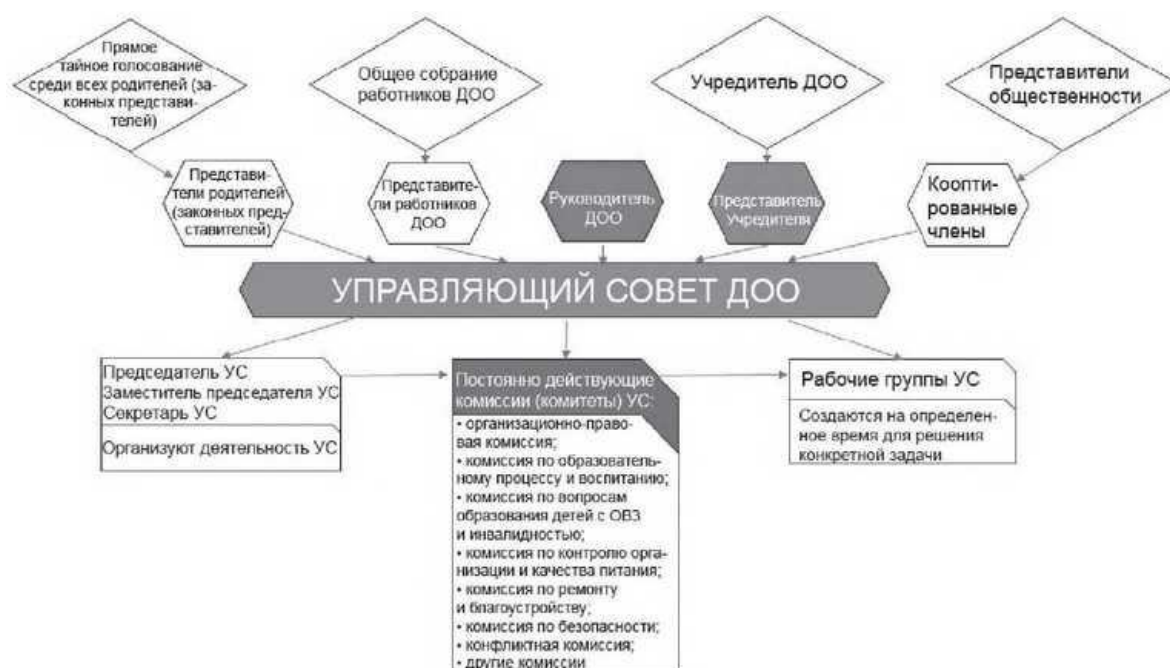 Прямое
тайное голосование
среди всех родителей (за-
конных представи-
телей)
Общее собрание
работников ДОО
Учредитель ДОО
Представители
общественности
Представи-
тели родителей
(законных пред-
ставителей)
Представите-
ли работников
ДОО
Руководитель
ДОО
Представитель
Учредителя
Коопти-
рованные
члены
УПРАВЛЯЮЩИЙ СОВЕТ ДОО
Председатель УС
Заместитель председателя УС
Секретарь УС
Организуют деятельность УС
Постоянно действующие
комиссии (комитеты) УС:
• организационно-право-
вая комиссия;
• комиссия по образователь-
ному процессу и воспитанию;
• комиссия по вопросам
образования детей с ОВЗ
и инвалидностью;
• комиссия по контролю орга-
низации и качества питания;
• комиссия по ремонту
и благоустройству;
• комиссия по безопасности;
• конфликтная комиссия;
• другие комиссии
Рабочие группы УС
Создаются на определен-
ное время для решения
конкретной задачи